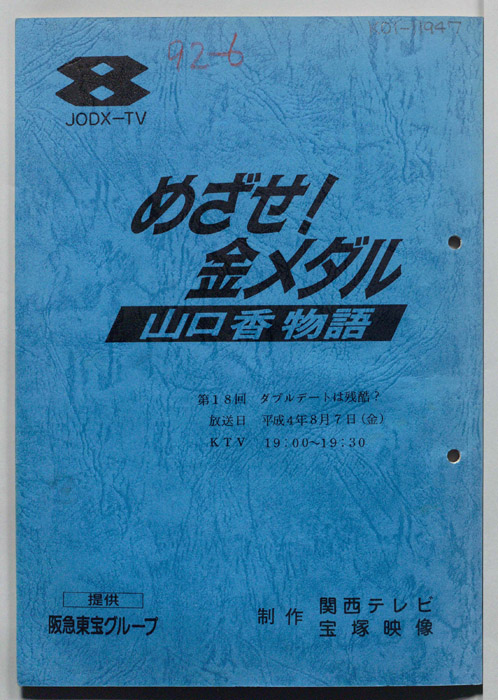 92-6
KOY-11947
8
JODX-TV
めざせ!
金メダル
山口香物語
第18回 ダブルデートは残酷?
放送日 平成4年8月7日(金)
KTV 19:00~19:30
提供
阪急東宝グループ
制作 関西テレビ
宝塚映像